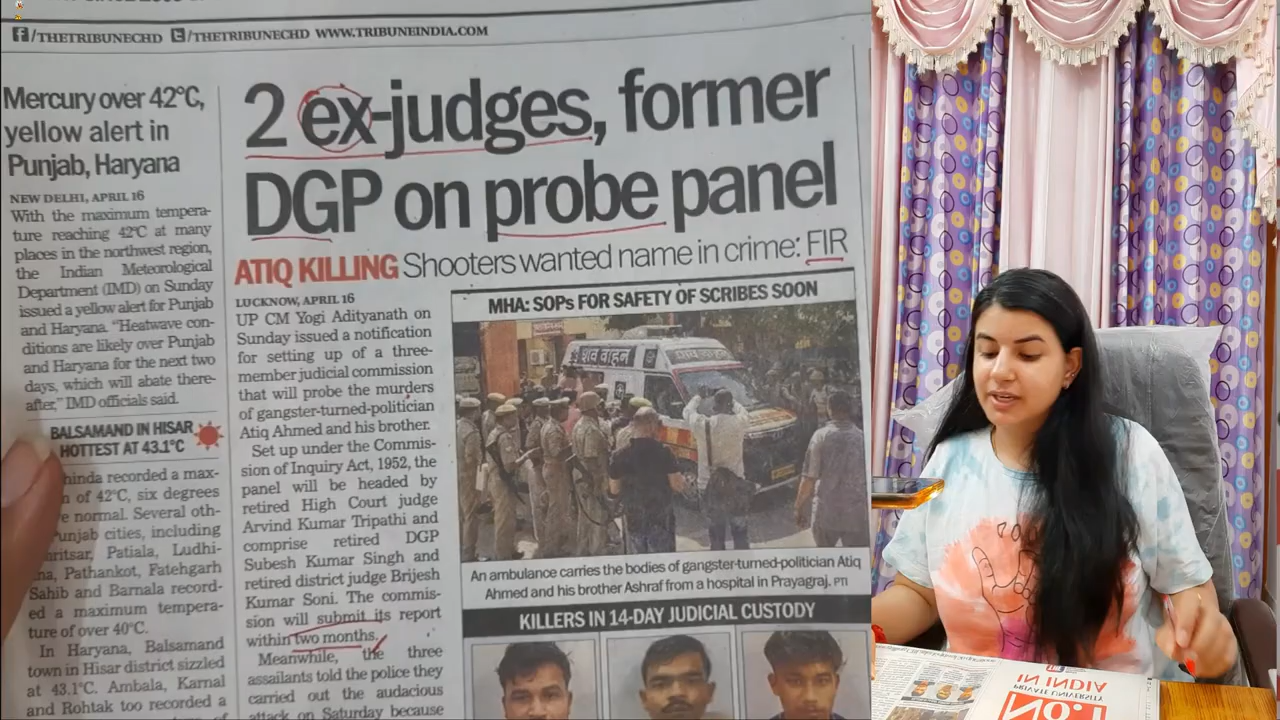 /THETRIBUNECHD /THETRIBUNECHD WWW.TRIBUNEINDIA.COM
Mercury over 42°C,
yellow alert in
Punjab, Haryana
NEW DELHI, APRIL 16
With the maximum tempera-
ture reaching 42°C at many
places in the northwest region,
the Indian Meteorological
Department (IMD) on Sunday
issued a yellow alert for Punjab
and Haryana. "Heatwave con-
ditions are likely over Punjab
and Haryana for the next two
days, which will abate there-
after," IMD officials said.
BALSAMAND IN HISAR
HOTTEST AT 43.1°C
hinda recorded a max-
of 42°C, six degrees
normal. Several oth-
unjab cities, including
ritsar, Patiala, Ludhi-
na, Pathankot, Fatehgarh
Sahib and Barnala record-
ed a maximum tempera-
ture of over 40°C.
In Haryana, Balsamand
town in Hisar district sizzled
at 43.1°C. Ambala, Karnal
and Rohtak too recorded a
2 ex-judges, former
DGP on probe panel
ATIQ KILLING Shooters wanted name in crime: FIR
LUCKNOW, APRIL 16
UP CM Yogi Adityanath on
Sunday issued a notification
for setting up of a three-
member judicial commission
that will probe the murders
of gangster-turned-politician
Atiq Ahmed and his brother.
Set up under the Commis-
sion of Inquiry Act, 1952, the
panel will be headed by
retired High Court judge
Arvind Kumar Tripathi and
comprise retired DGP
Subesh Kumar Singh and
retired district judge Brijesh
Kumar Soni. The commis-
sion will submit its report
within two months.
Meanwhile, the three
assailants told the police they
carried out the audacious
attack on Saturday because
MHA: SOPs FOR SAFETY OF SCRIBES SOON
शव वाहन
शव वाहन
An ambulance carries the bodies of gangster-turned-politician Atiq
Ahmed and his brother Ashraf from a hospital in Prayagraj. PTI
KILLERS IN 14-DAY JUDICIAL CUSTODY
NO.1
PRIVATE UNIVERSITY
IN INDIA